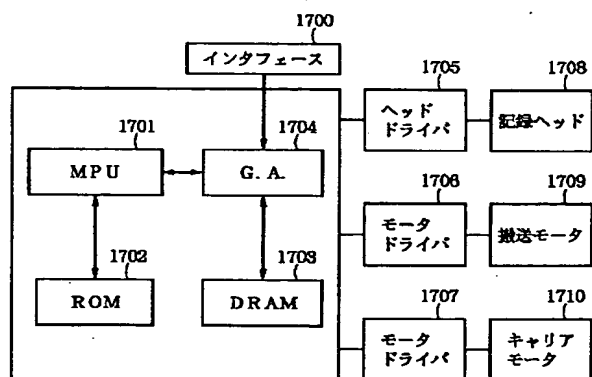 1700
インタフェース
1705
ヘッド
ドライバ
1708
記録ヘッド
1701
MPU
1704
G.A.
1706
モータ
ドライバ
1709
搬送モータ
1702
ROM
1703
DRAM
1707
モータ
ドライバ
1710
キャリア
モータ